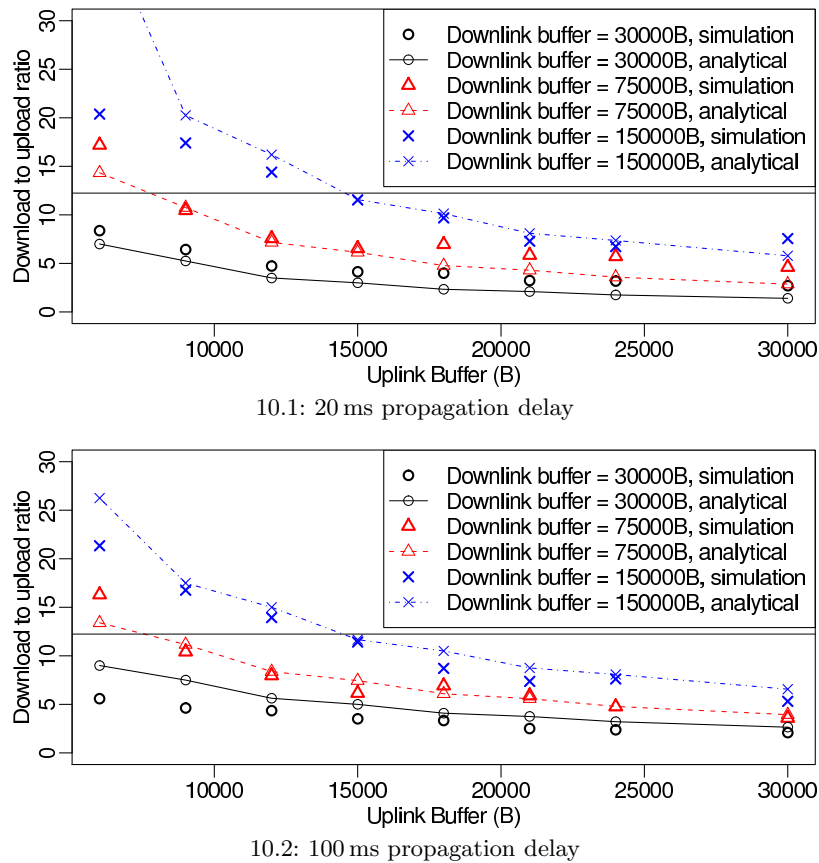 Download to upload ratio
0 5 10 15 20 25 30
Downlink buffer = 30000B, simulation
Downlink buffer = 30000B, analytical
Downlink buffer = 75000B, simulation
Downlink buffer = 75000B, analytical
Downlink buffer = 150000B, simulation
Downlink buffer = 150000B, analytical
10000 15000 20000 25000 30000
Uplink Buffer (B)
10.1: 20 ms propagation delay
Download to upload ratio
0 5 10 15 20 25 30
Downlink buffer = 30000B, simulation
Downlink buffer = 30000B, analytical
Downlink buffer = 75000B, simulation
Downlink buffer = 75000B, analytical
Downlink buffer = 150000B, simulation
Downlink buffer = 150000B, analytical
10000 15000 20000 25000 30000
Uplink Buffer (B)
10.2: 100 ms propagation delay